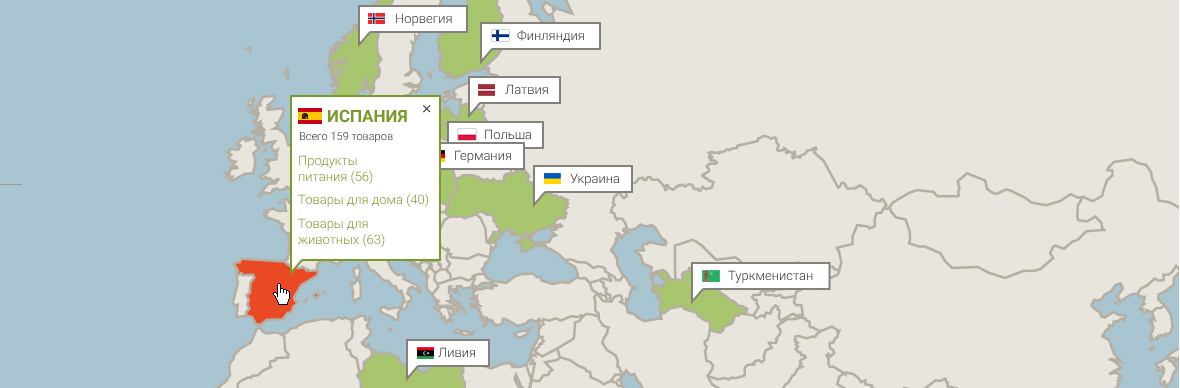 Норвегия
Финляндия
Латвия
ИСПАНИЯ
Всего 159 товаров
Продукты
питания (56)
Товары для дома (40)
Товары для
животных (63)
Польша
Германия
Украина
Туркменистан
Ливия